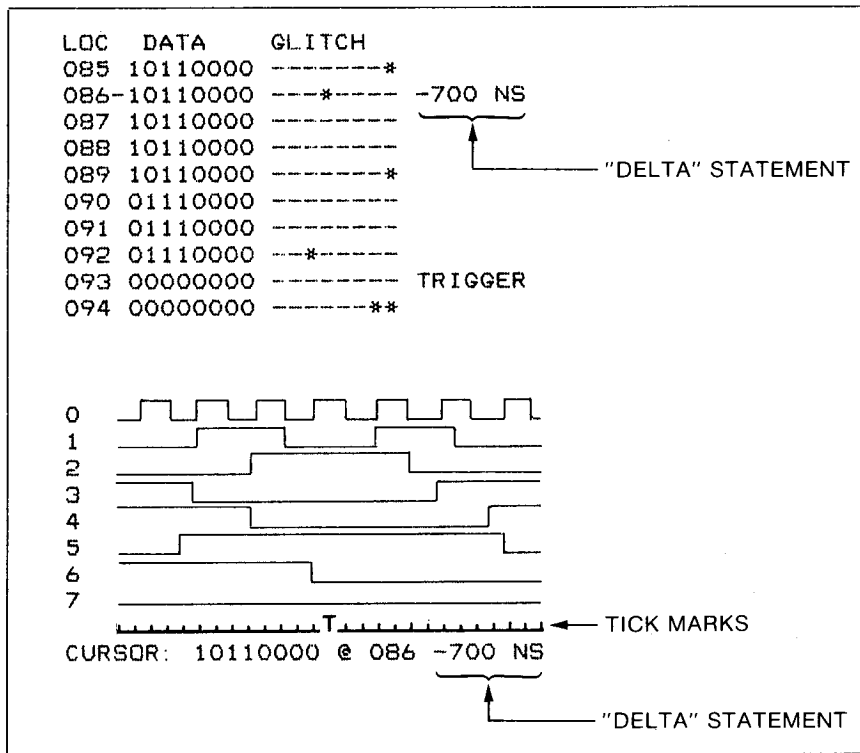 LOC DATA GLITCH
085 10110000 -------*
086-10110000 ---*---- -700 NS
087 10110000 --------
088 10110000 --------
089 10110000 -------*
"DELTA" STATEMENT
090 01110000 --------
091 01110000 --------
092 01110000 --*-----
093 00000000 -------- TRIGGER
094 00000000 ------**
0
1
2
3
4
5
6
7
T
TICK MARKS
CURSOR: 10110000 @ 086 -700 NS
"DELTA" STATEMENT